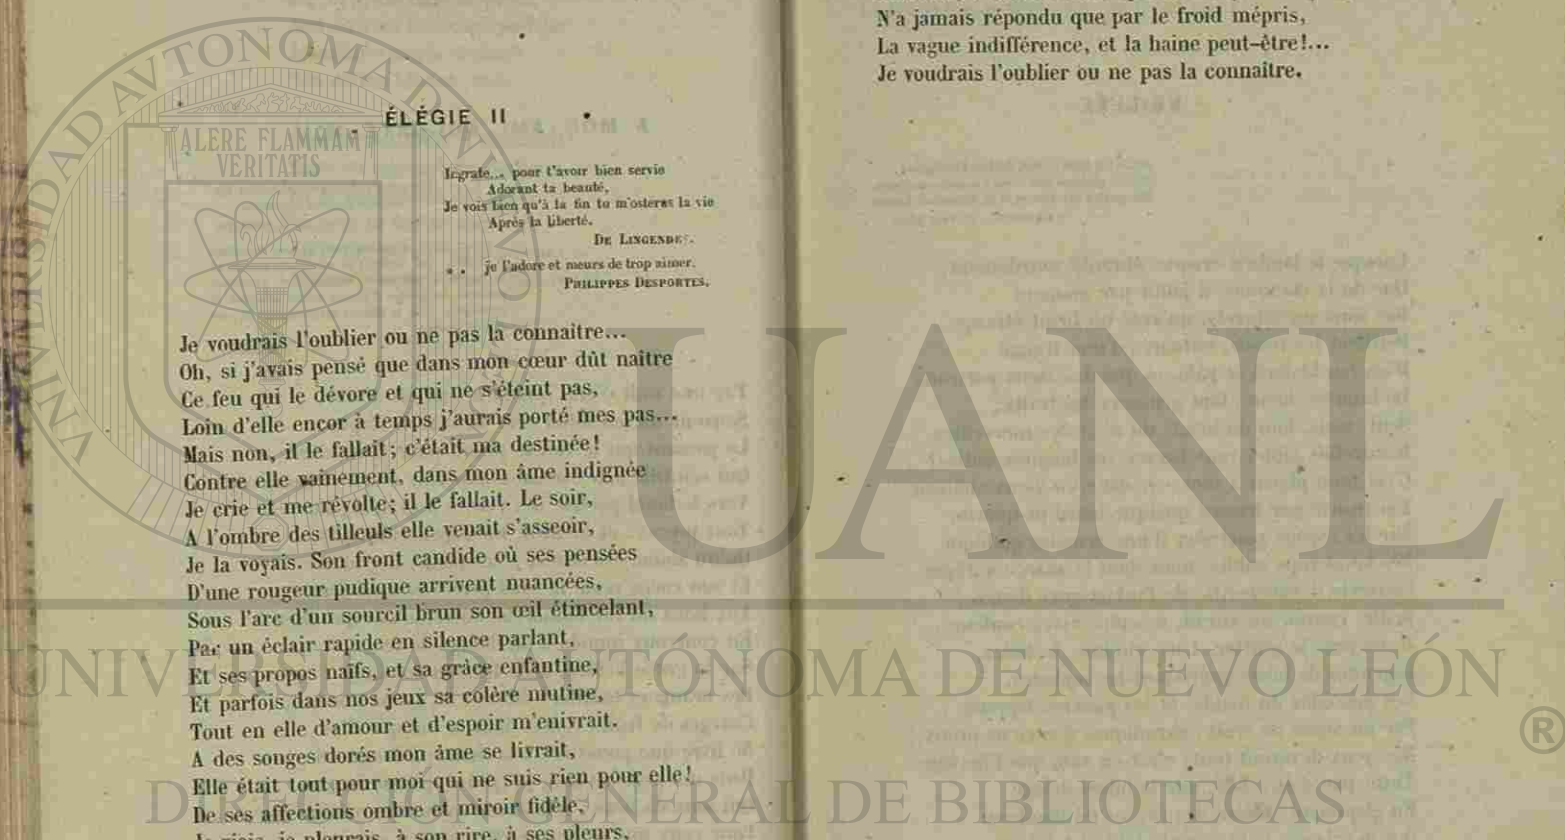 ÉLÉGIE II
Ingrate... pour t'avoir bien servie
Adorant ta beauté,
Je vois bien qu'à la fin tu m'osteras la vie
Après la liberté.
De Lingendes.
. . je l'adore et meurs de trop aimer.
Philippes Desportes.
Je voudrais l'oublier ou ne pas la connaître...
Oh, si j'avais pensé que dans mon cœur dût naître
Ce feu qui le dévore et qui ne s'éteint pas,
Loin d'elle encor à temps j'aurais porté mes pas...
Mais non, il le fallait; c'était ma destinée!
Contre elle vainement, dans mon âme indignée
Je crie et me révolte; il le fallait. Le soir,
A l'ombre des tilleuls elle venait s'asseoir,
Je la voyais. Son front candide où ses pensées
D'une rougeur pudique arrivent nuancées,
Sous l'arc d'un sourcil brun son œil étincelant,
Par un éclair rapide en silence parlant,
Et ses propos naïfs, et sa grâce enfantine,
Et parfois dans nos jeux sa colère mutine,
Tout en elle d'amour et d'espoir m'enivrait.
A des songes dorés mon âme se livrait,
Elle était tout pour moi qui ne suis rien pour elle!
De ses affections ombre et miroir fidèle,
je pleurais, à son rire, à ses pleurs,
N'a jamais répondu que par le froid mépris,
La vague indifférence, et la haine peut-être!...
Je voudrais l'oublier ou ne pas la connaître.
UNIVERSIDAD AVTONOMA DE NVEVO LEON
ALERE FLAMMAM
VERITATIS
UANL
UNIVERSIDAD AUTÓNOMA DE NUEVO LEÓN
®
DIRECCIÓN GENERAL DE BIBLIOTECAS